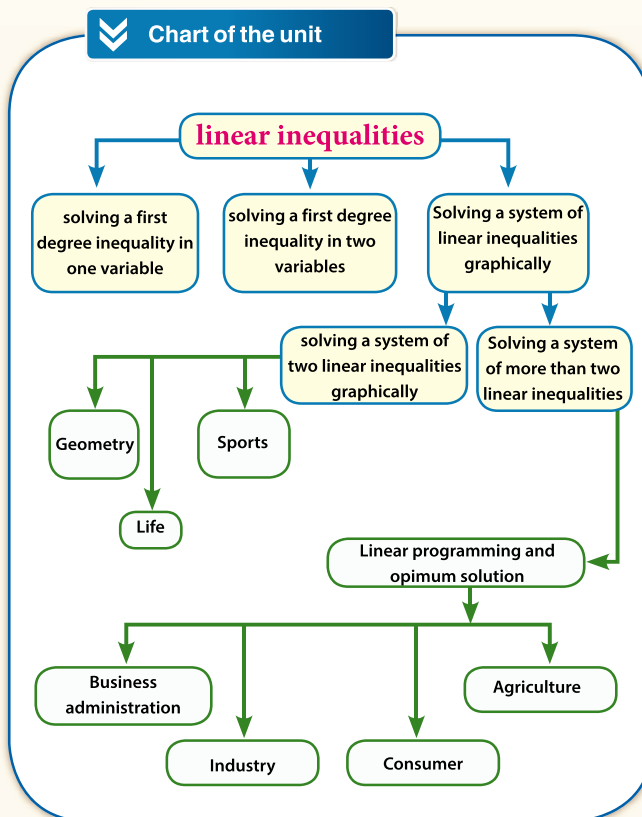 Chart of the unit
linear inequalities
solving a first
degree inequality in
one variable
solving a first degree
inequality in two
variables
Solving a system of
linear inequalities
graphically
solving a system of
two linear inequalities
graphically
Solving a system
of more than two
linear inequalities
Geometry
Sports
Life
Linear programming and
opimum solution
Business
administration
Agriculture
Industry
Consumer